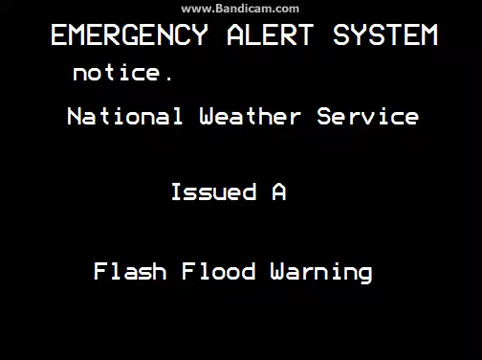 www.Bandicam.com
EMERGENCY ALERT SYSTEM
notice.
National Weather Service
Issued A
Flash Flood Warning